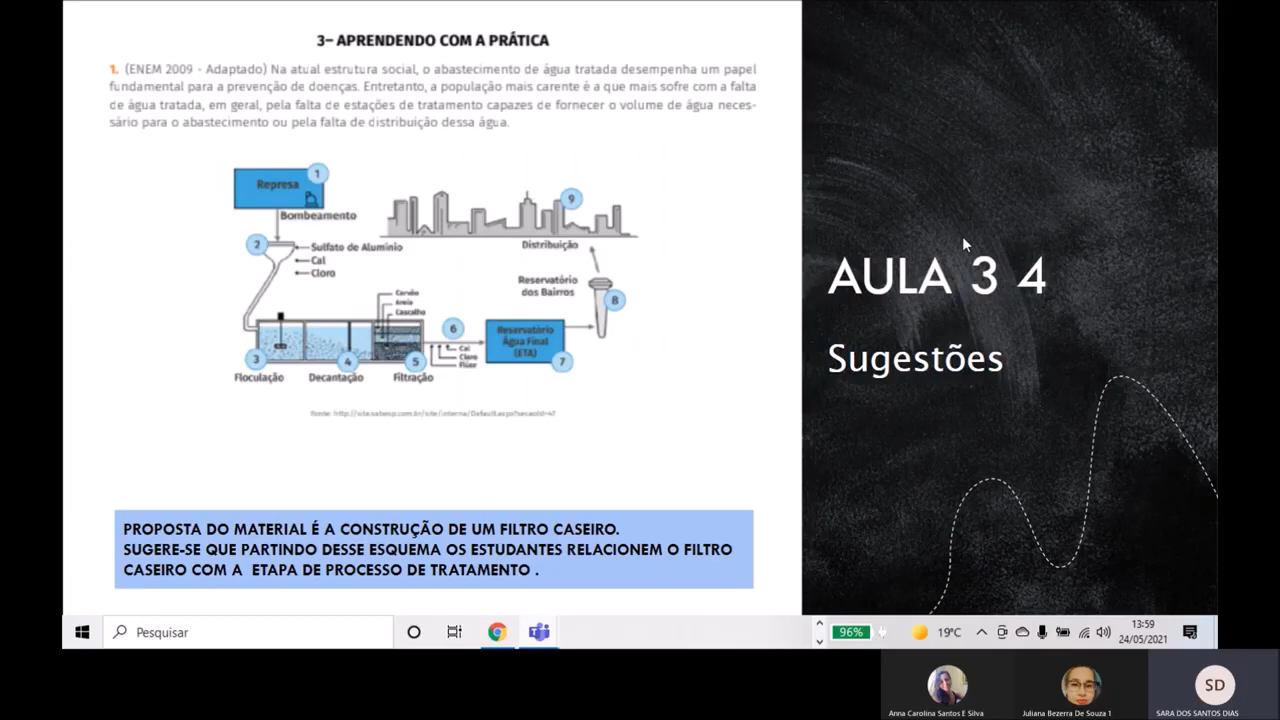 3– APRENDENDO COM A PRÁTICA
1. (ENEM 2009 - Adaptado) Na atual estrutura social, o abastecimento de água tratada desempenha um papel
fundamental para a prevenção de doenças. Entretanto, a população mais carente é a que mais sofre com a falta
de água tratada, em geral, pela falta de estações de tratamento capazes de fornecer o volume de água neces-
sário para o abastecimento ou pela falta de distribuição dessa água.
Represa
1
Bombeamento
2
Sulfato de Alumínio
Cal
Cloro
9
Distribuição
Reservatório
dos Bairros
8
Carvão
Areia
Cascalho
6
Cal
Cloro
Flúor
Reservatório
Água Final
(ETA)
7
3
4
5
Floculação
Decantação
Filtração
PROPOSTA DO MATERIAL É A CONSTRUÇÃO DE UM FILTRO CASEIRO.
SUGERE-SE QUE PARTINDO DESSE ESQUEMA OS ESTUDANTES RELACIONEM O FILTRO
CASEIRO COM A ETAPA DE PROCESSO DE TRATAMENTO .
AULA 3 4
Sugestões
Pesquisar
96%
19°C
13:59
24/05/2021
Anna Carolina Santos E Silva
Juliana Bezerra De Souza 1
SD
SARA DOS SANTOS DIAS